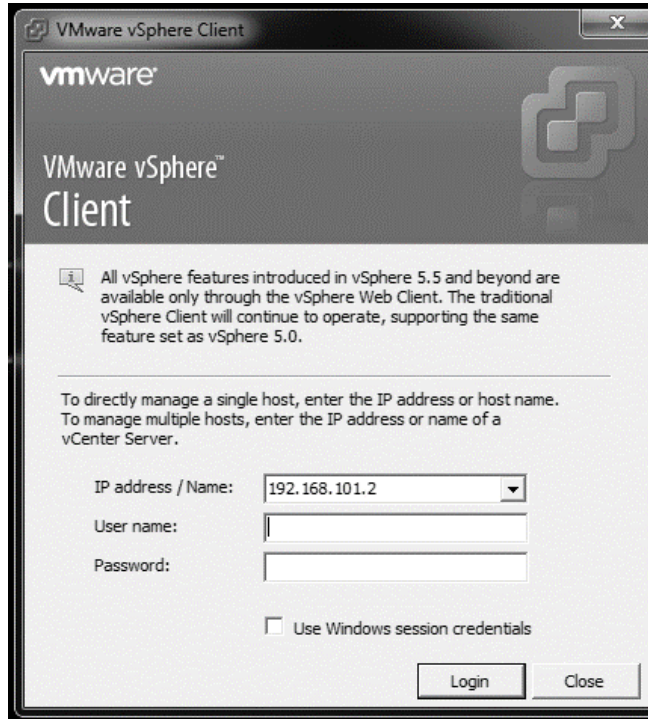 VMware vSphere Client
vmware
VMware vSphere™
Client
All vSphere features introduced in vSphere 5.5 and beyond are
available only through the vSphere Web Client. The traditional
vSphere Client will continue to operate, supporting the same
feature set as vSphere 5.0.
To directly manage a single host, enter the IP address or host name.
To manage multiple hosts, enter the IP address or name of a
vCenter Server.
IP address / Name: 192.168.101.2
User name:
Password:
Use Windows session credentials
Login Close